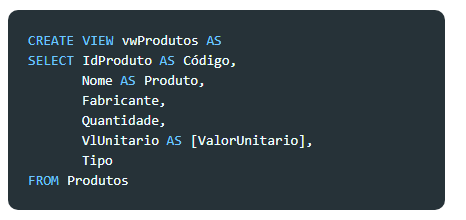 CREATE VIEW vwProdutos AS
SELECT IdProduto AS Código,
Nome AS Produto,
Fabricante,
Quantidade,
VlUnitario AS [ValorUnitario],
Tipo
FROM Produtos